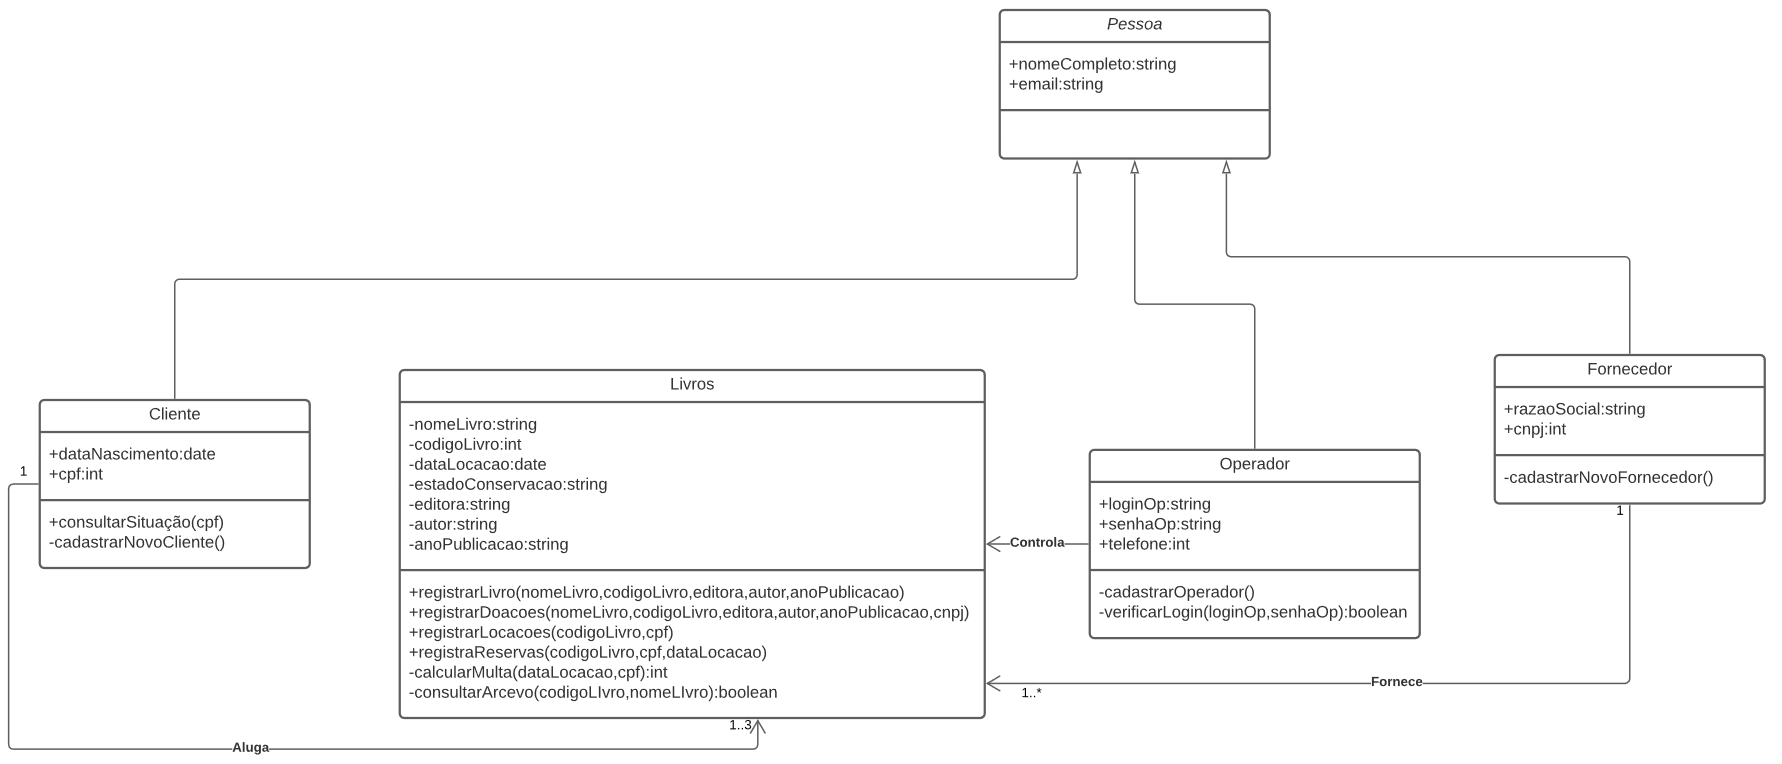 Pessoa
+nomeCompleto:string
+email:string
Cliente
+dataNascimento:date
+cpf:int
+consultarSituação(cpf)
-cadastrarNovoCliente()
1
Livros
-nomeLivro:string
-codigoLivro:int
-dataLocacao:date
-estadoConservacao:string
-editora:string
-autor:string
-anoPublicacao:string
+registrarLivro(nomeLivro,codigoLivro,editora,autor,anoPublicacao)
+registrarDoacoes(nomeLivro,codigoLivro,editora,autor,anoPublicacao,cnpj)
+registrarLocacoes(codigoLivro,cpf)
+registraReservas(codigoLivro,cpf,dataLocacao)
-calcularMulta(dataLocacao,cpf):int
-consultarArcevo(codigoLIvro,nomeLIvro):boolean
1..3
Aluga
Controla
Operador
+loginOp:string
+senhaOp:string
+telefone:int
-cadastrarOperador()
-verificarLogin(loginOp,senhaOp):boolean
Fornecedor
+razaoSocial:string
+cnpj:int
-cadastrarNovoFornecedor()
1
Fornece
1..*